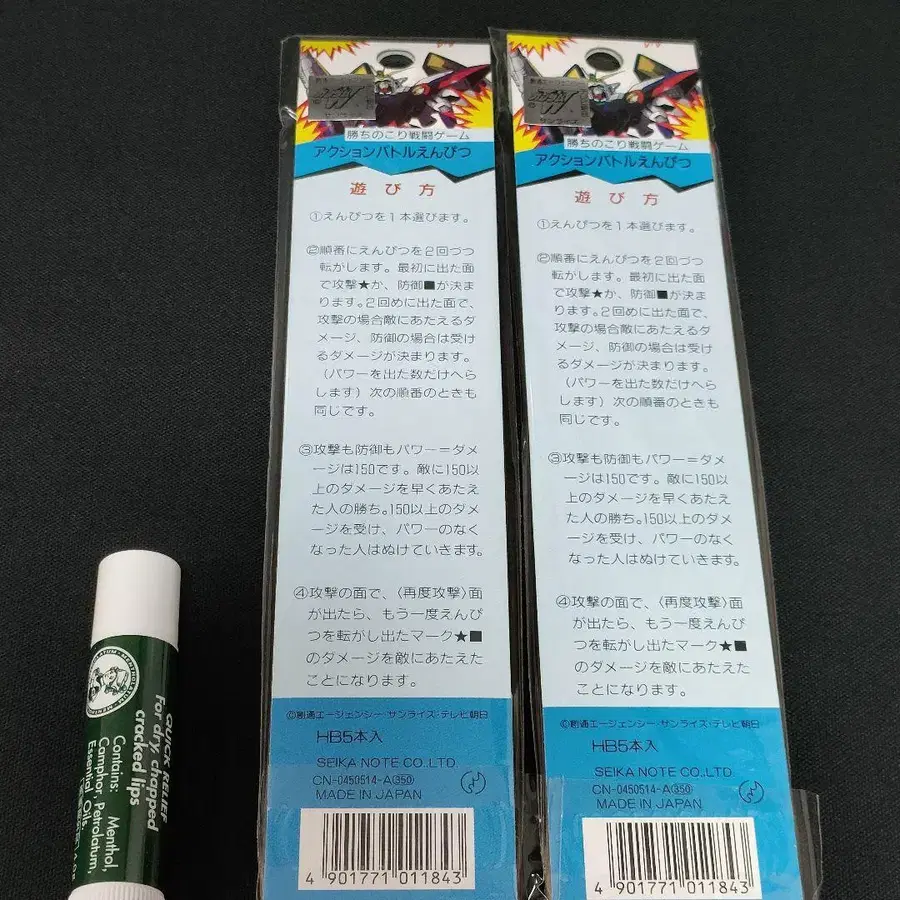 勝ちのこり戦闘ゲーム
アクションバトルえんぴつ
遊び方
①えんぴつを1本選びます。
②順番にえんぴつを2回づつ
転がします。最初に出た面
で攻撃★か、防御■が決ま
ります。2回めに出た面で、
攻撃の場合敵にあたえるダ
メージ、防御の場合は受け
るダメージが決まります。
(パワーを出た数だけへら
します)次の順番のときも
同じです。
③攻撃も防御もパワー=ダメ
ージは150です。敵に150以
上のダメージを早くあたえ
た人の勝ち。150以上のダメ
ージを受け、パワーのなく
なった人はぬけていきます。
④攻撃の面で、〈再度攻撃〉面
が出たら、もう一度えんぴ
つを転がし出たマーク★■
のダメージを敵にあたえた
ことになります。
©創通エージェンシー・サンライズ・テレビ朝日
HB5本入
SEIKA NOTE CO.,LTD.
CN-0450514-A(350)
MADE IN JAPAN
4 901771 011843
勝ちのこり戦闘ゲーム
アクションバトルえんぴつ
遊び方
①えんぴつを1本選びます。
②順番にえんぴつを2回づつ
転がします。最初に出た面
で攻撃★か、防御■が決ま
ります。2回めに出た面で、
攻撃の場合敵にあたえるダ
メージ、防御の場合は受け
るダメージが決まります。
(パワーを出た数だけへら
します)次の順番のときも
同じです。
③攻撃も防御もパワー=ダメ
ージは150です。敵に150以
上のダメージを早くあたえ
た人の勝ち。150以上のダメ
ージを受け、パワーのなく
なった人はぬけていきます。
④攻撃の面で、〈再度攻撃〉面
が出たら、もう一度えんぴ
つを転がし出たマーク★■
のダメージを敵にあたえた
ことになります。
©創通エージェンシー・サンライズ・テレビ朝日
HB5本入
SEIKA NOTE CO.,LTD.
CN-0450514-A(350)
MADE IN JAPAN
4 901771 011843
QUICK RELIEF
For dry, chapped
cracked lips
Contains: Menthol,
Camphor, Petrolatum,
Essential Oils.